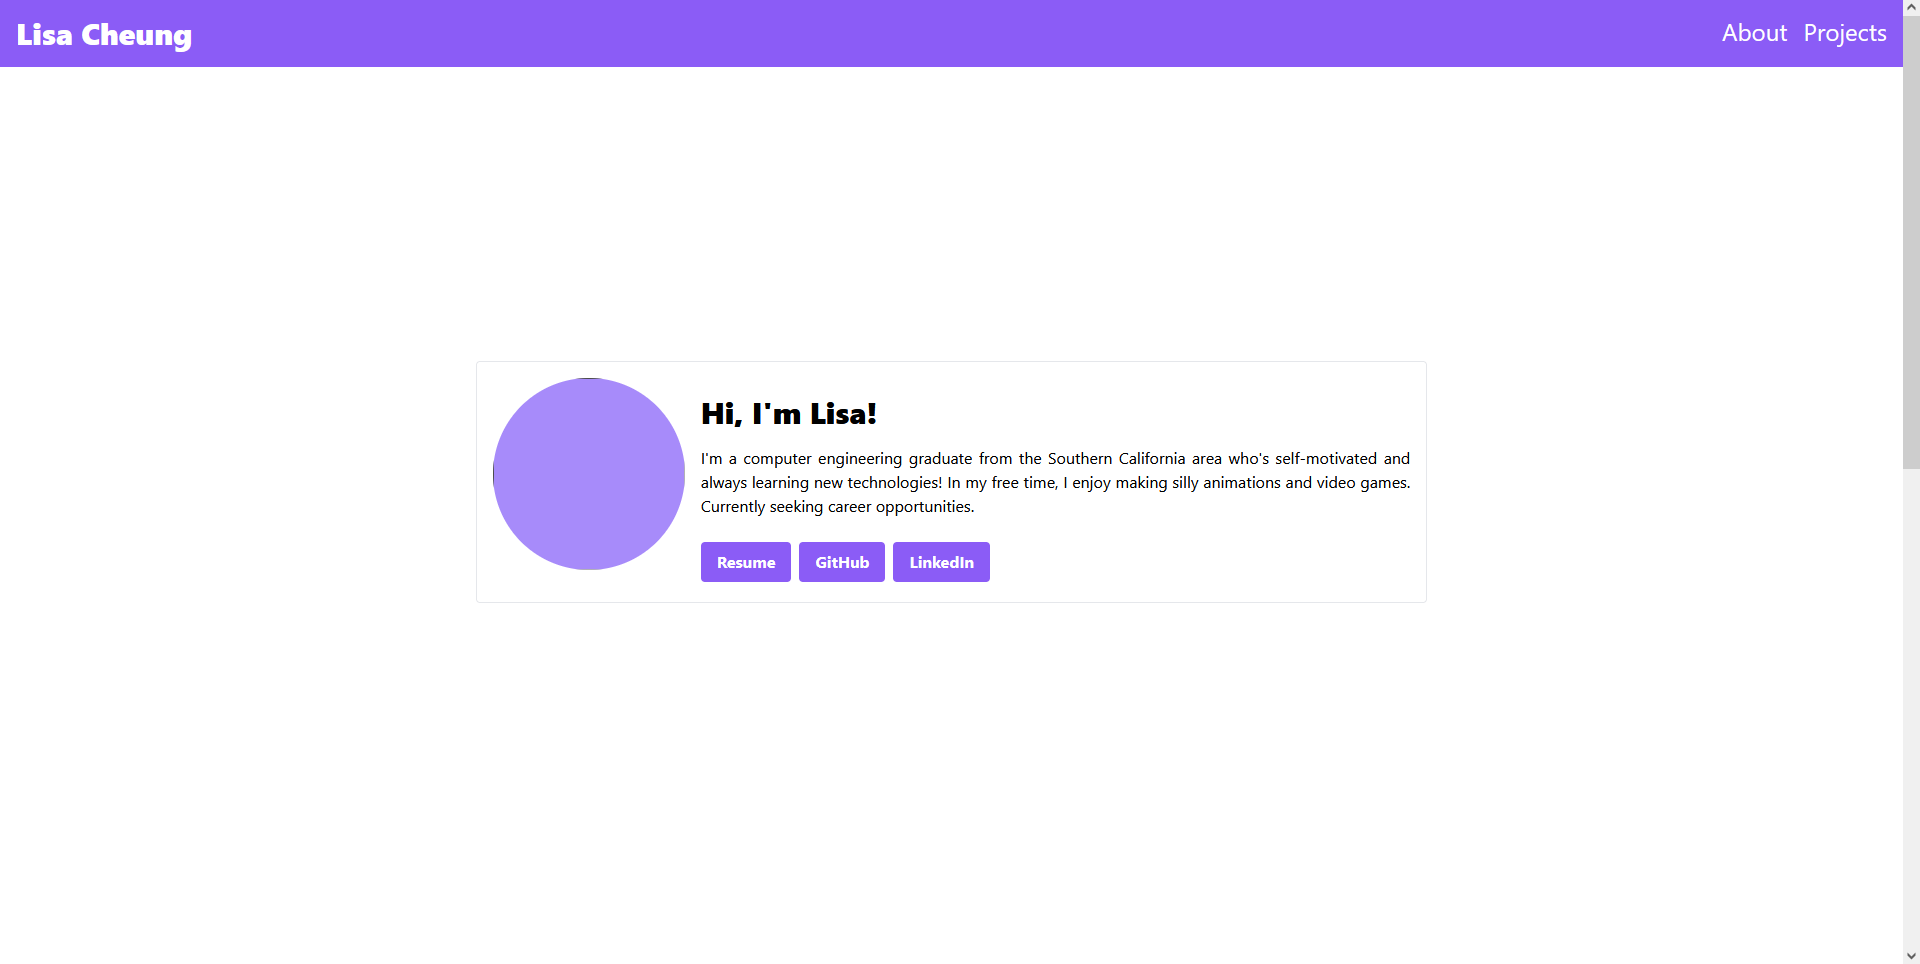 Lisa Cheung
About Projects
Hi, I'm Lisa!
I'm a computer engineering graduate from the Southern California area who's self-motivated and
always learning new technologies! In my free time, I enjoy making silly animations and video games.
Currently seeking career opportunities.
Resume GitHub LinkedIn